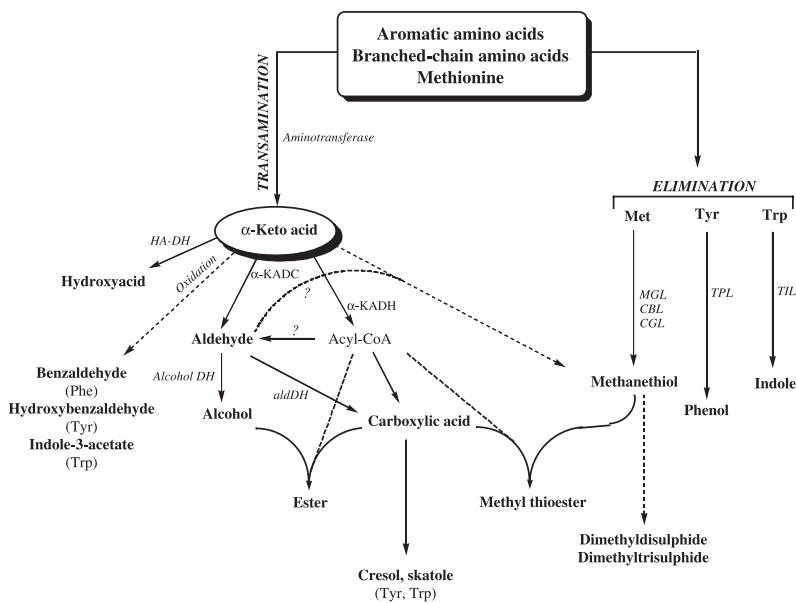 Aromatic amino acids
Branched-chain amino acids
Methionine
TRANSAMINATION
Aminotransferase
ELIMINATION
Met
Tyr
Trp
α-Keto acid
HA-DH
Oxidation
α-KADC
?
α-KADH
Hydroxyacid
MGL
CBL
CGL
TPL
TIL
Aldehyde
?
Acyl-CoA
Benzaldehyde
(Phe)
Hydroxybenzaldehyde
(Tyr)
Indole-3-acetate
(Trp)
Alcohol DH
aldDH
Methanethiol
Indole
Alcohol
Carboxylic acid
Phenol
Ester
Methyl thioester
Dimethyldisulphide
Dimethyltrisulphide
Cresol, skatole
(Tyr, Trp)